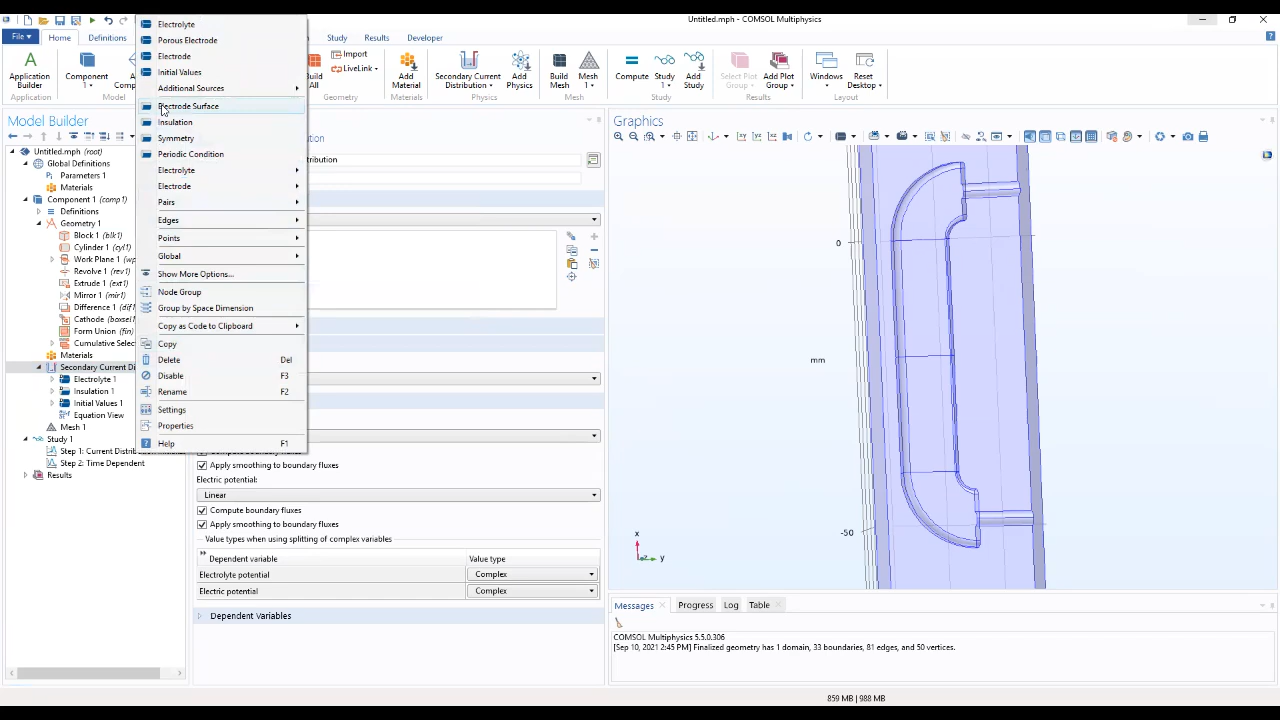 Untitled.mph - COMSOL Multiphysics
File
Home
Definitions
Study
Results
Developer
Application Builder
Application
Component 1
Model
Build All
Import
LiveLink
Geometry
Add Material
Materials
Secondary Current Distribution
Add Physics
Physics
Build Mesh
Mesh 1
Mesh
Compute
Study 1
Add Study
Study
Select Plot Group
Add Plot Group
Results
Windows
Reset Desktop
Layout
Model Builder
Untitled.mph (root)
Global Definitions
Parameters 1
Materials
Component 1 (comp1)
Definitions
Geometry 1
Block 1 (blk1)
Cylinder 1 (cyl1)
Work Plane 1 (wp
Revolve 1 (rev1)
Extrude 1 (ext1)
Mirror 1 (mir1)
Difference 1 (dif1
Cathode (boxsel1
Form Union (fin)
Cumulative Selec
Materials
Secondary Current Di
Electrolyte 1
Insulation 1
Initial Values 1
Equation View
Mesh 1
Study 1
Step 1: Current Distribution
Step 2: Time Dependent
Results
Electrolyte
Porous Electrode
Electrode
Initial Values
Additional Sources
Electrode Surface
Insulation
Symmetry
Periodic Condition
Electrolyte
Electrode
Pairs
Edges
Points
Global
Show More Options...
Node Group
Group by Space Dimension
Copy as Code to Clipboard
Copy
Delete Del
Disable F3
Rename F2
Settings
Properties
Help F1
tribution
Apply smoothing to boundary fluxes
Electric potential:
Linear
Compute boundary fluxes
Apply smoothing to boundary fluxes
Value types when using splitting of complex variables
Dependent variable Value type
Electrolyte potential Complex
Electric potential Complex
Dependent Variables
Graphics
0
mm
-50
x
y
Messages
Progress
Log
Table
COMSOL Multiphysics 5.5.0.306
[Sep 10, 2021 2:45 PM] Finalized geometry has 1 domain, 33 boundaries, 81 edges, and 50 vertices.
859 MB | 988 MB